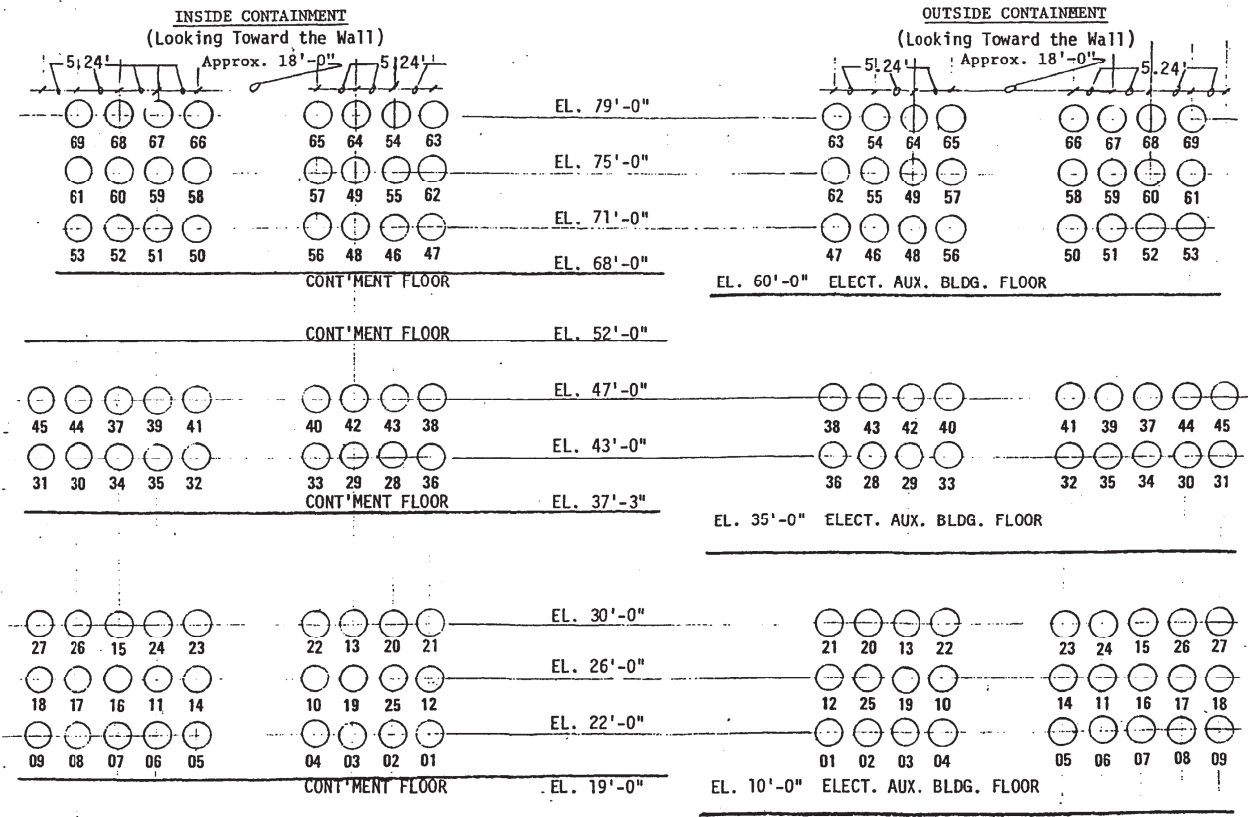 INSIDE CONTAINMENT
(Looking Toward the Wall)
5.24' Approx. 18'-0" 5.24'
OUTSIDE CONTAINMENT
(Looking Toward the Wall)
5.24' Approx. 18'-0" 5.24'
EL. 79'-0"
69 68 67 66 65 64 54 63 63 54 64 65 66 67 68 69
EL. 75'-0"
61 60 59 58 57 49 55 62 62 55 49 57 58 59 60 61
EL. 71'-0"
53 52 51 50 56 48 46 47 47 46 48 56 50 51 52 53
EL. 68'-0"
CONT'MENT FLOOR
EL. 60'-0" ELECT. AUX. BLDG. FLOOR
CONT'MENT FLOOR EL. 52'-0"
EL. 47'-0"
45 44 37 39 41 40 42 43 38 38 43 42 40 41 39 37 44 45
EL. 43'-0"
31 30 34 35 32 33 29 28 36 36 28 29 33 32 35 34 30 31
CONT'MENT FLOOR EL. 37'-3"
EL. 35'-0" ELECT. AUX. BLDG. FLOOR
EL. 30'-0"
27 26 15 24 23 22 13 20 21 21 20 13 22 23 24 15 26 27
EL. 26'-0"
18 17 16 11 14 10 19 25 12 12 25 19 10 14 11 16 17 18
EL. 22'-0"
09 08 07 06 05 04 03 02 01 01 02 03 04 05 06 07 08 09
CONT'MENT FLOOR EL. 19'-0"
EL. 10'-0" ELECT. AUX. BLDG. FLOOR